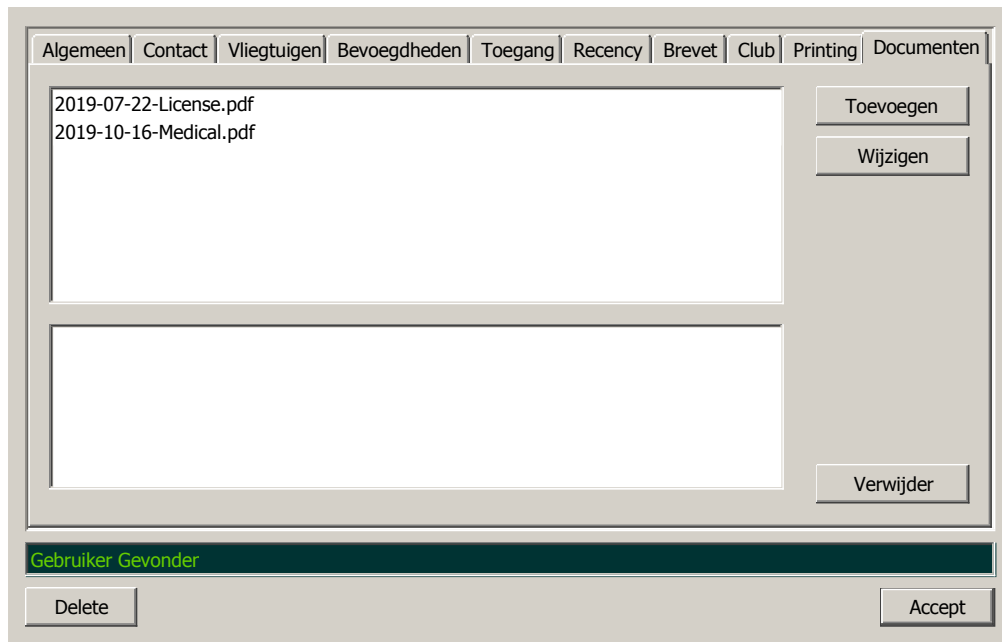 Algemeen Contact Vliegtuigen Bevoegdheden Toegang Recency Brevet Club Printing Documenten
2019-07-22-License.pdf
2019-10-16-Medical.pdf
Toevoegen
Wijzigen
Verwijder
Gebruiker Gevonder
Delete Accept